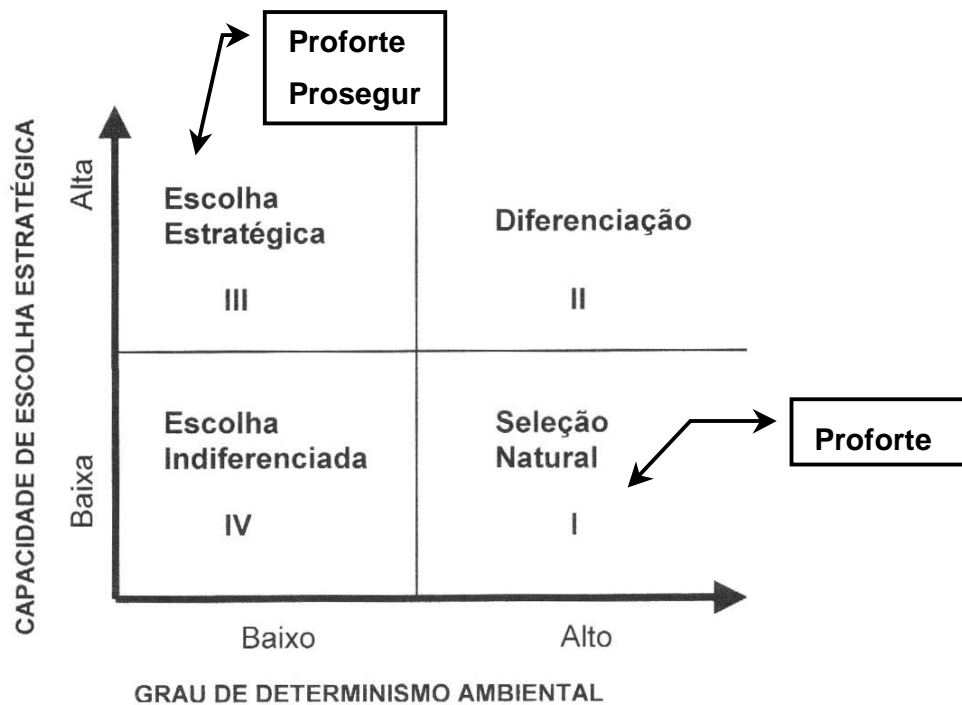 Proforte
Prosegur
CAPACIDADE DE ESCOLHA ESTRATÉGICA
Alta
Escolha
Estratégica
III
Diferenciação
II
Baixa
Escolha
Indiferenciada
IV
Seleção
Natural
I
Proforte
Baixo
Alto
GRAU DE DETERMINISMO AMBIENTAL